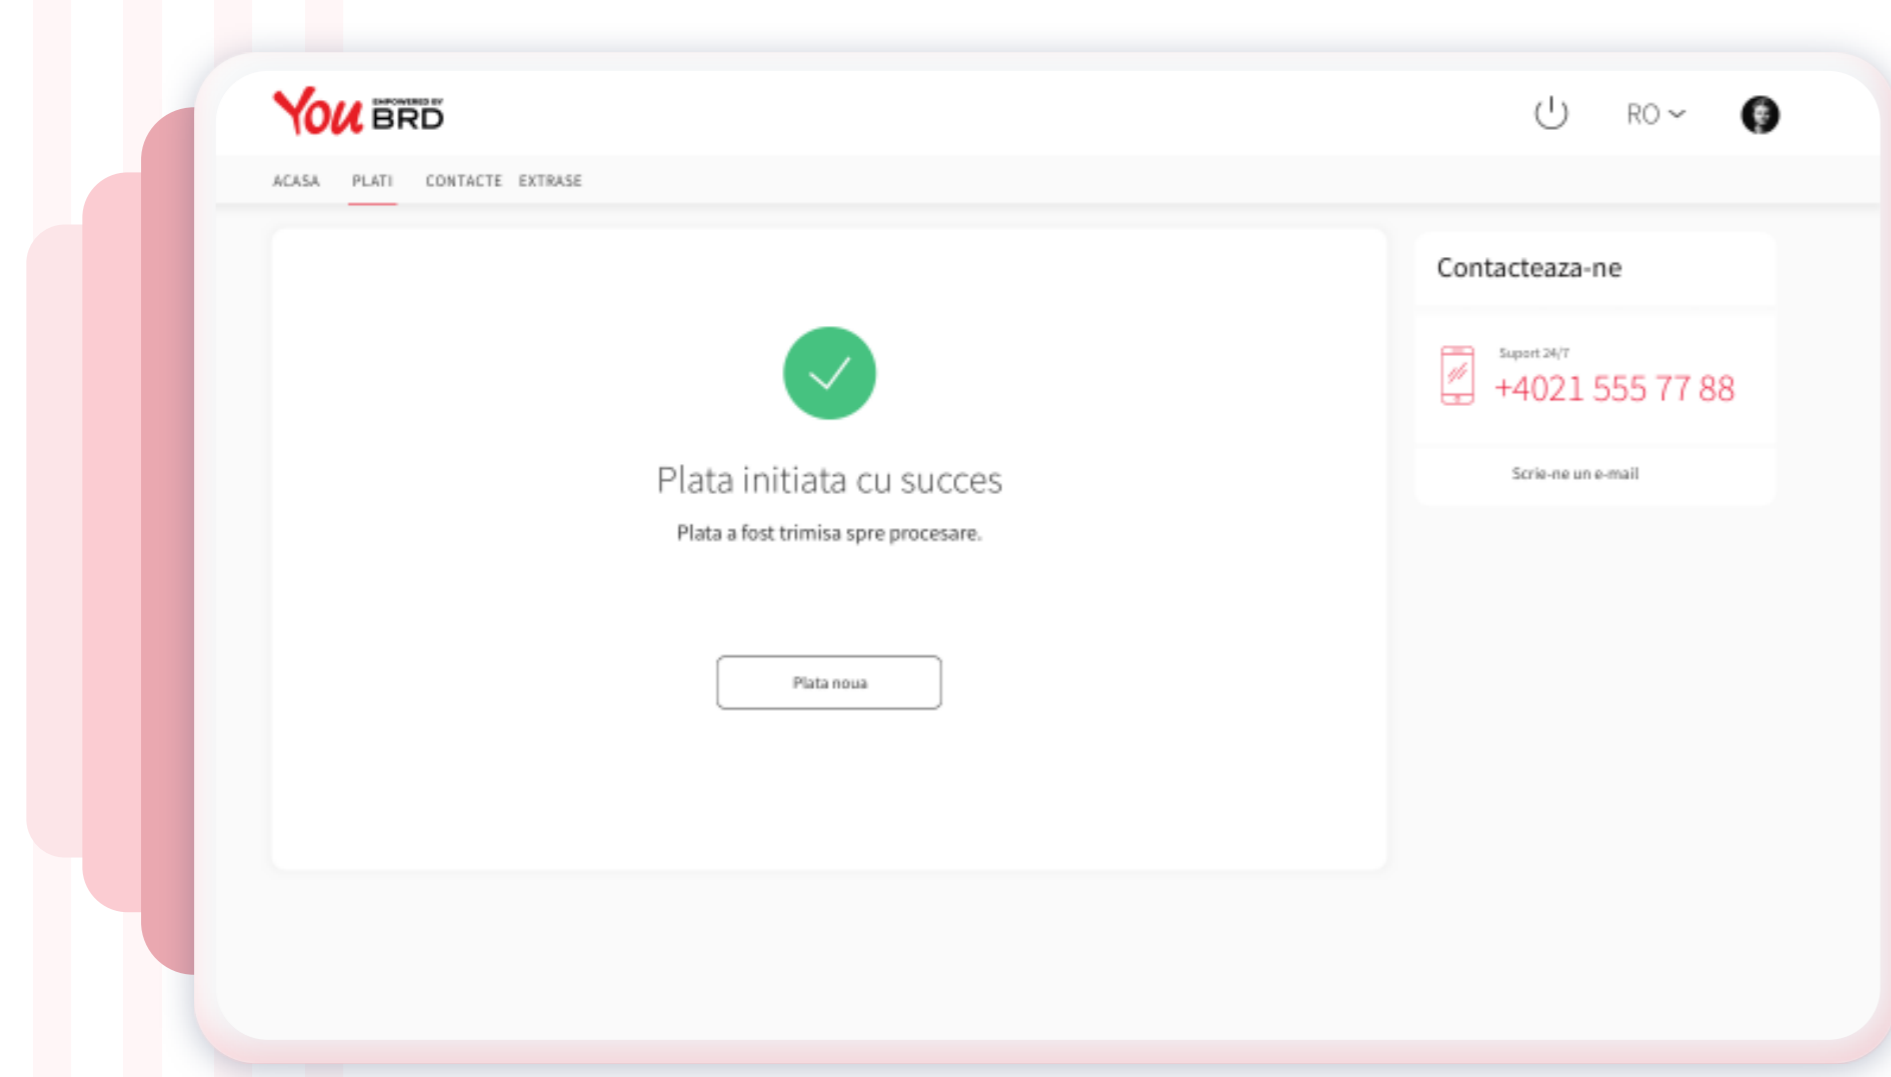 You EMPOWERED BY BRD
RO
ACASA PLATI CONTACTE EXTRASE
Plata initiata cu succes
Plata a fost trimisa spre procesare.
Plata noua
Contacteaza-ne
Suport 24/7
+4021 555 77 88
Scrie-ne un e-mail